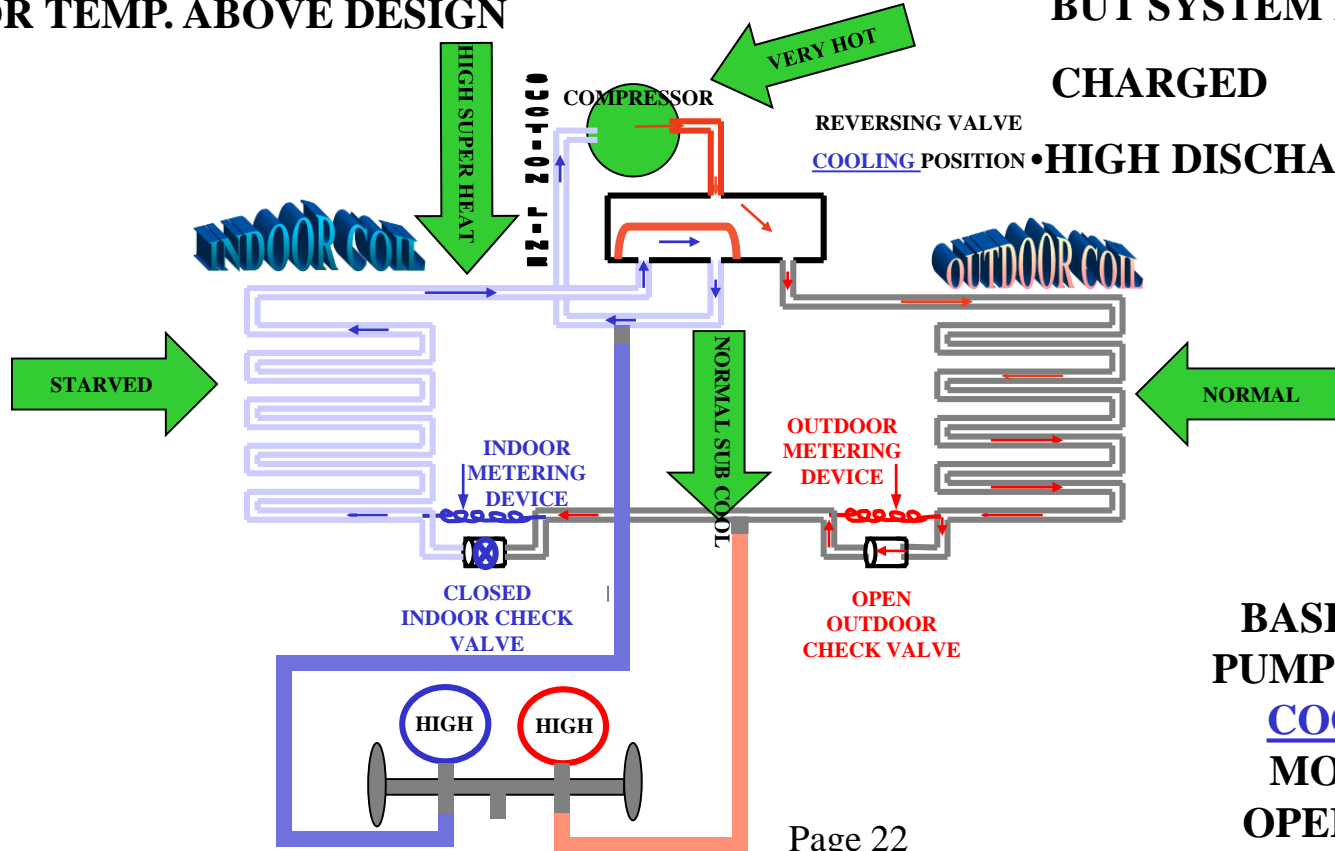 OR TEMP. ABOVE DESIGN
BUT SYSTEM
CHARGED
•HIGH DISCHA
VERY HOT
COMPRESSOR
HIGH SUPER HEAT
REVERSING VALVE
COOLING POSITION
INDOOR COIL
OUTDOOR COIL
STARVED
NORMAL SUB COOL
NORMAL
INDOOR
METERING
DEVICE
OUTDOOR
METERING
DEVICE
CLOSED
INDOOR CHECK
VALVE
OPEN
OUTDOOR
CHECK VALVE
HIGH
HIGH
BASI
PUMP
COO
MO
OPE
Page 22